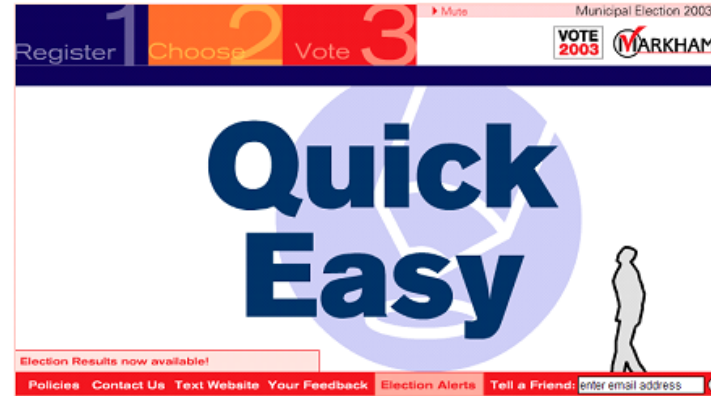 Register 1 Choose 2 Vote 3
Mute
Municipal Election 2003
VOTE
2003
MARKHAM
Quick
Easy
Election Results now available!
Policies Contact Us Text Website Your Feedback Election Alerts Tell a Friend: enter email address